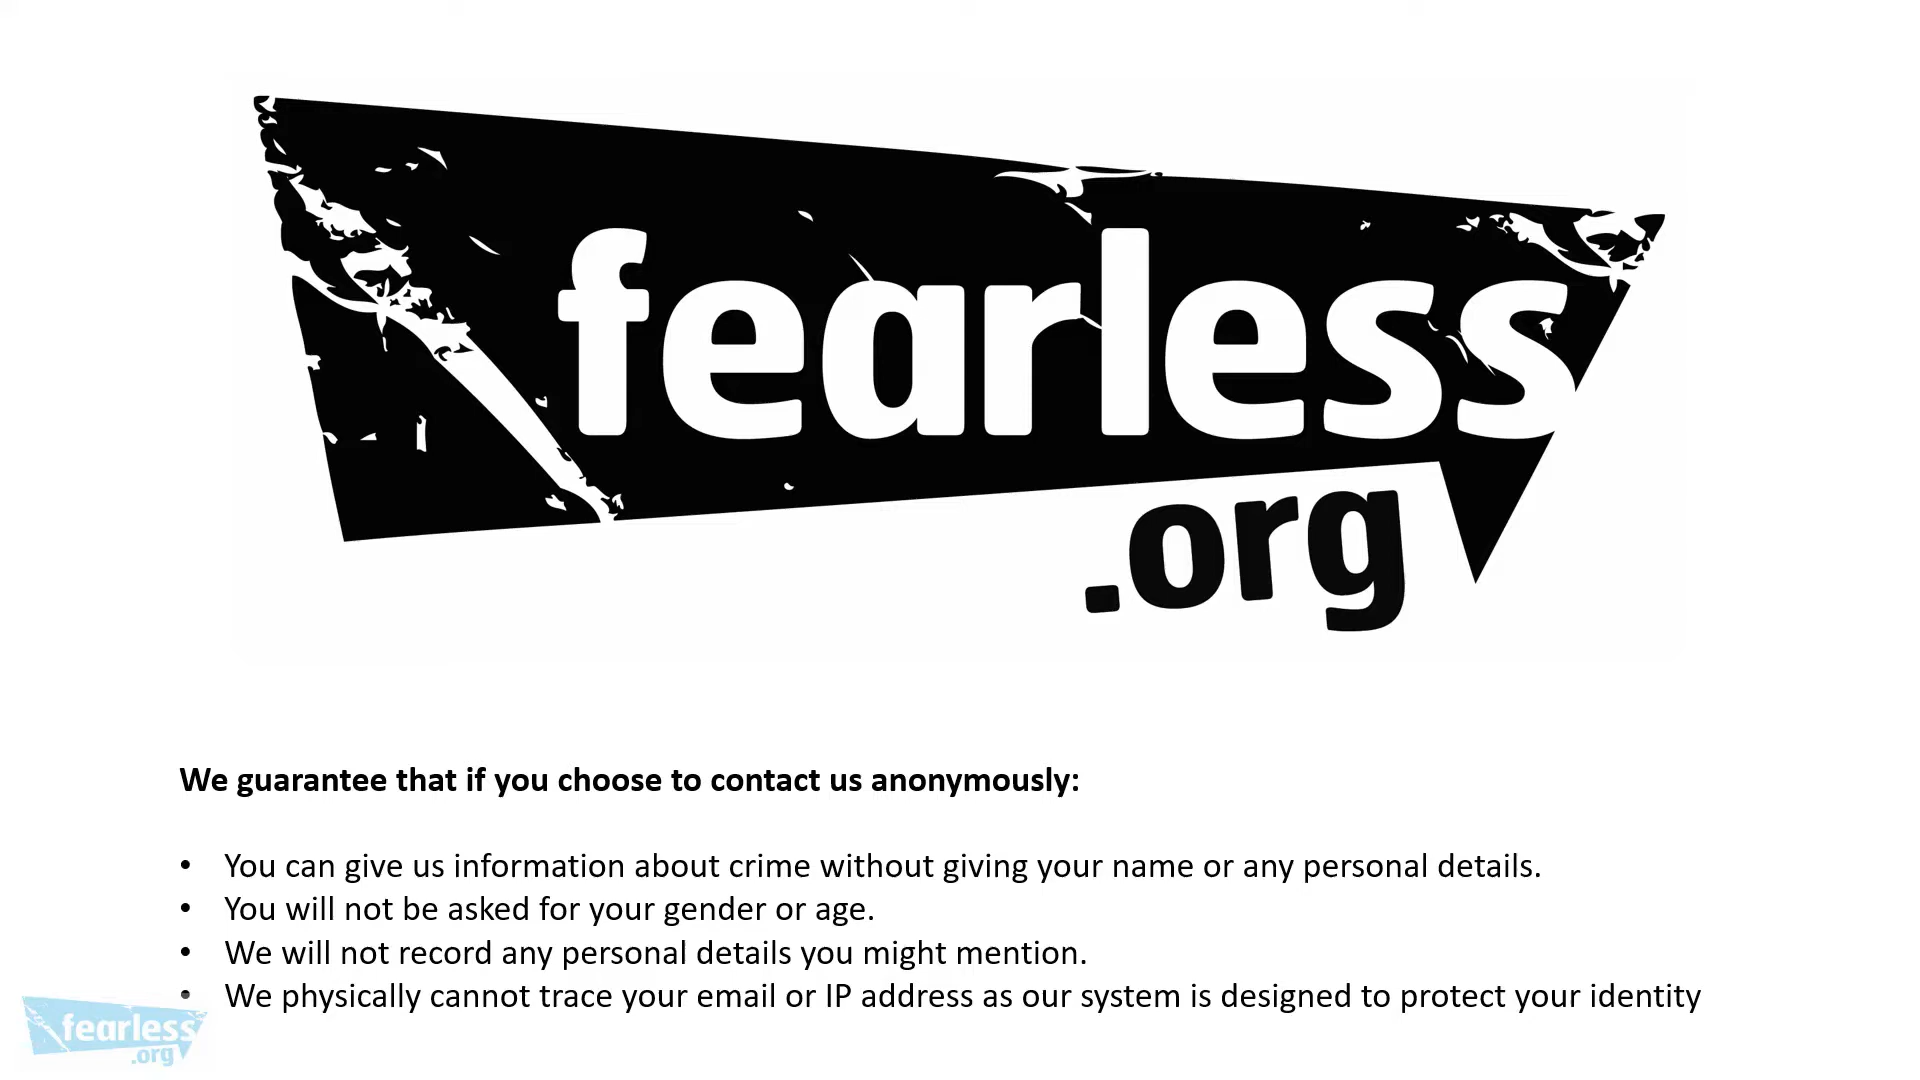 fearless
.org
We guarantee that if you choose to contact us anonymously:
• You can give us information about crime without giving your name or any personal details.
• You will not be asked for your gender or age.
• We will not record any personal details you might mention.
• We physically cannot trace your email or IP address as our system is designed to protect your identity
fearless
.org